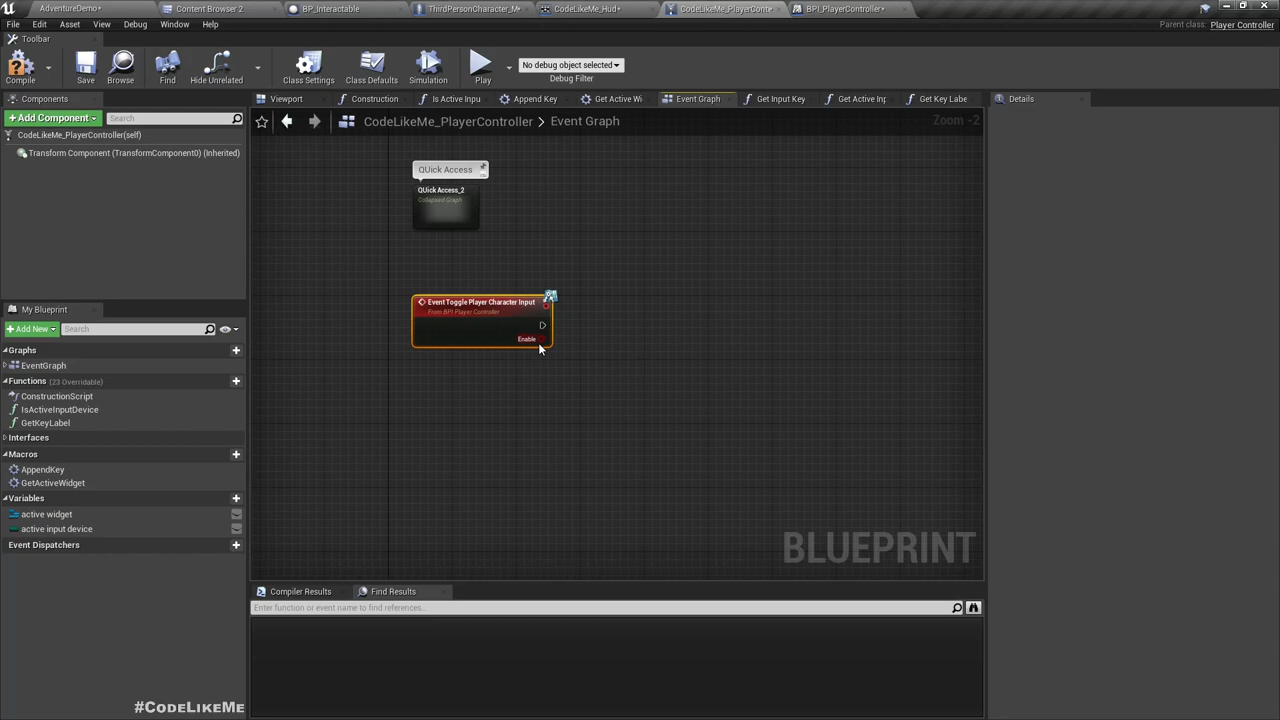 AdventureDemo*
Content Browser 2
BP_Interactable
ThirdPersonCharacter_M
CodeLikeMe_Hud*
CodeLikeMe_PlayerContr
BPI_PlayerController*
File
Edit
Asset
View
Debug
Window
Help
Parent class:
Player Controller
Toolbar
Compile
Save
Browse
Find
Hide Unrelated
Class Settings
Class Defaults
Simulation
Play
No debug object selected
Debug Filter
Components
+ Add Component
Search
CodeLikeMe_PlayerController(self)
Transform Component (TransformComponent0) (Inherited)
Viewport
Construction
Is Active Inpu
Append Key
Get Active Wi
Event Graph
Get Input Key
Get Active Inp
Get Key Labe
Details
CodeLikeMe_PlayerController > Event Graph
Zoom -2
QUick Access
QUick Access_2
Collapsed Graph
Event Toggle Player Character Input
From BPI Player Controller
Enable
BLUEPRINT
My Blueprint
+ Add New
Search
Graphs
EventGraph
Functions (23 Overridable)
ConstructionScript
IsActiveInputDevice
GetKeyLabel
Interfaces
Macros
AppendKey
GetActiveWidget
Variables
active widget
active input device
Event Dispatchers
Compiler Results
Find Results
Enter function or event name to find references...
#CodeLikeMe